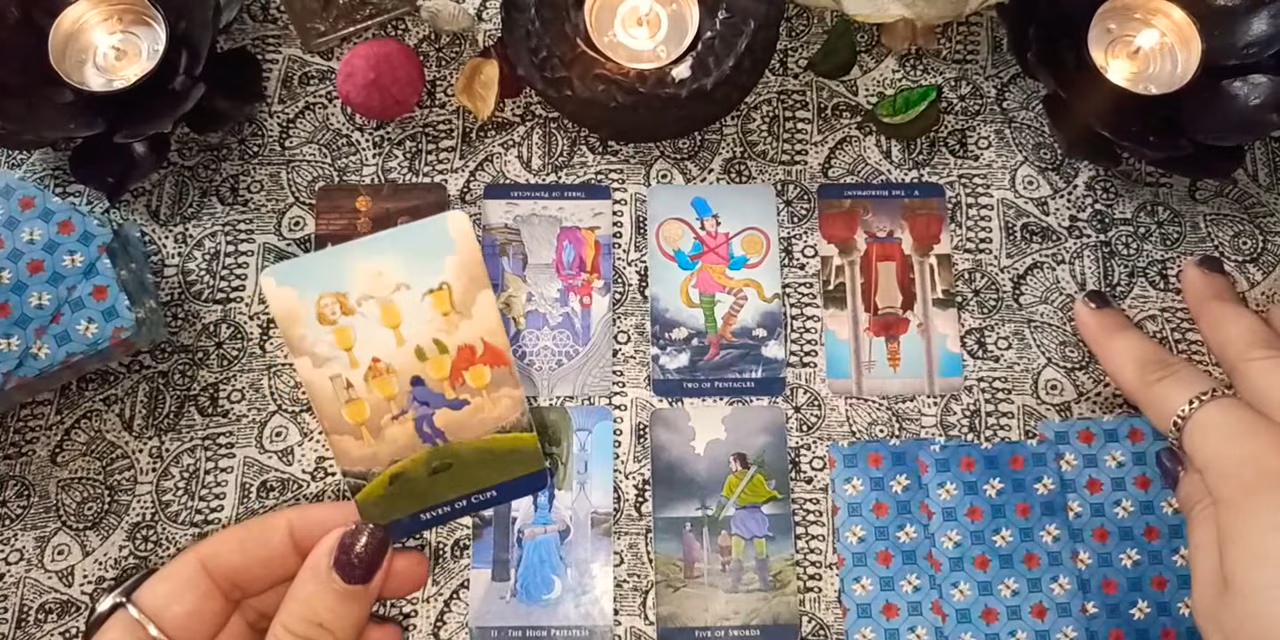 THREE OF PENTACLES
V · THE HIEROPHANT
TWO OF PENTACLES
SEVEN OF CUPS
II · THE HIGH PRIESTESS
FIVE OF SWORDS